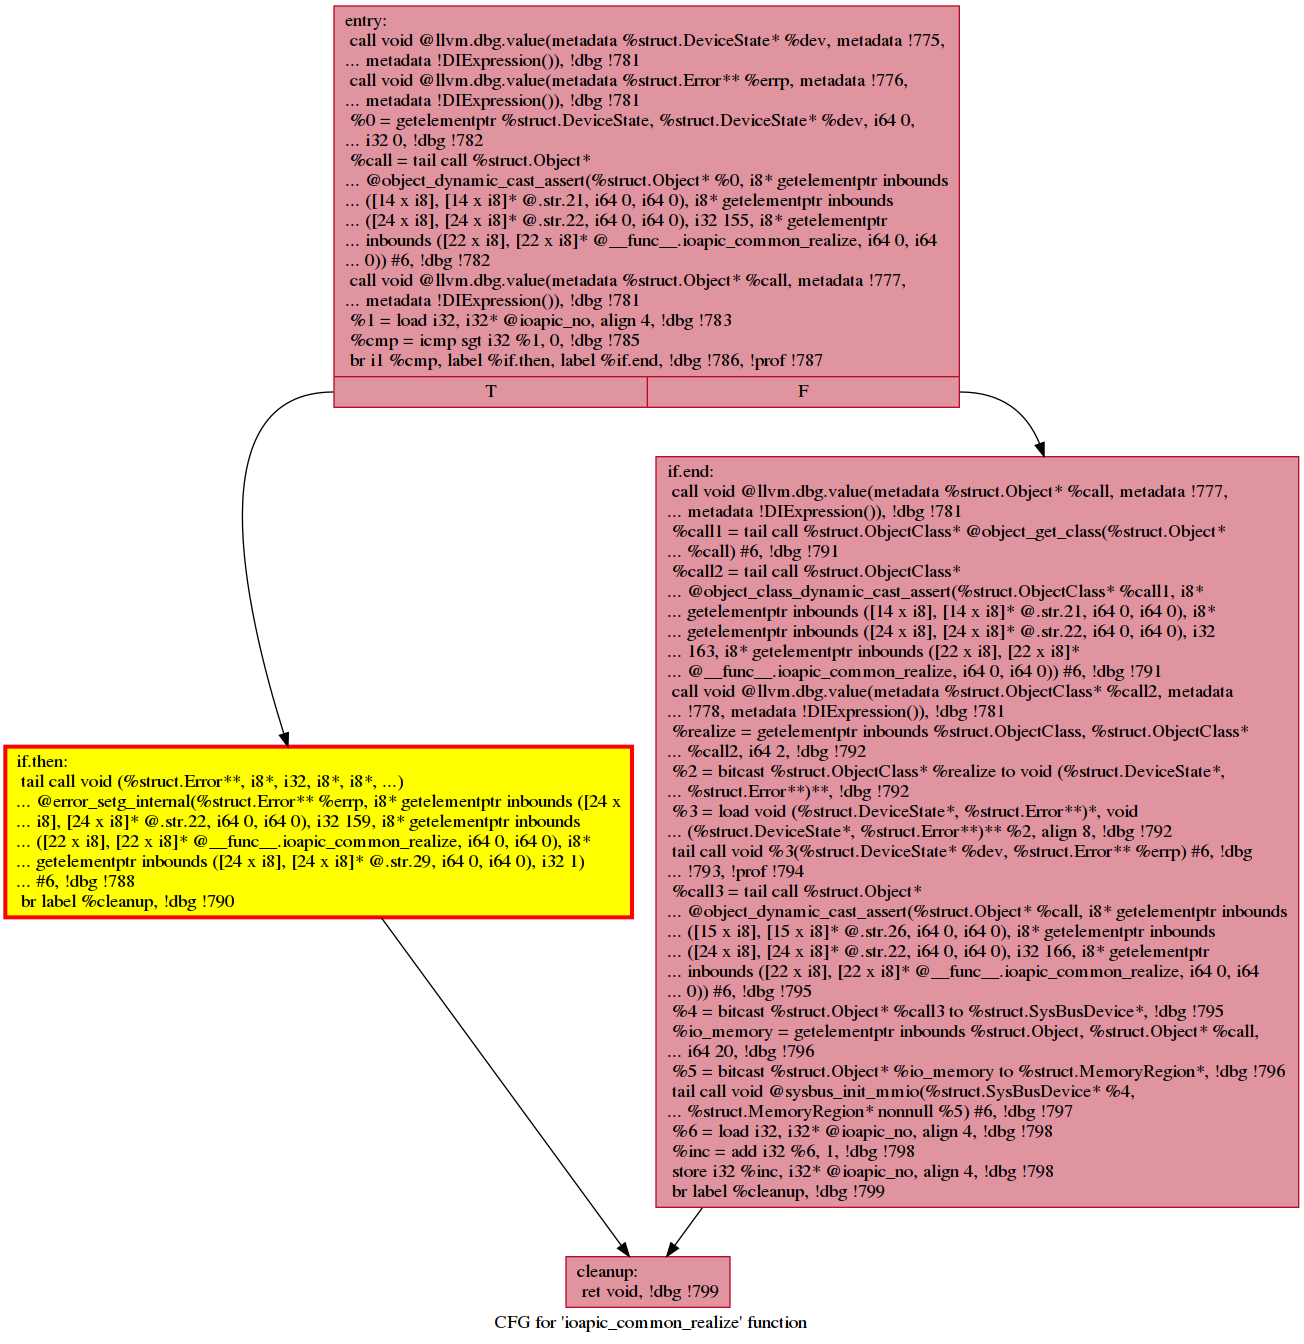 entry:
call void @llvm.dbg.value(metadata %struct.DeviceState* %dev, metadata !775,
... metadata !DIExpression()), !dbg !781
call void @llvm.dbg.value(metadata %struct.Error** %errp, metadata !776,
... metadata !DIExpression()), !dbg !781
%0 = getelementptr %struct.DeviceState, %struct.DeviceState* %dev, i64 0,
... i32 0, !dbg !782
%call = tail call %struct.Object*
... @object_dynamic_cast_assert(%struct.Object* %0, i8* getelementptr inbounds
... ([14 x i8], [14 x i8]* @.str.21, i64 0, i64 0), i8* getelementptr inbounds
... ([24 x i8], [24 x i8]* @.str.22, i64 0, i64 0), i32 155, i8* getelementptr
... inbounds ([22 x i8], [22 x i8]* @__func__.ioapic_common_realize, i64 0, i64
... 0)) #6, !dbg !782
call void @llvm.dbg.value(metadata %struct.Object* %call, metadata !777,
... metadata !DIExpression()), !dbg !781
%1 = load i32, i32* @ioapic_no, align 4, !dbg !783
%cmp = icmp sgt i32 %1, 0, !dbg !785
br i1 %cmp, label %if.then, label %if.end, !dbg !786, !prof !787
T
F
if.end:
call void @llvm.dbg.value(metadata %struct.Object* %call, metadata !777,
... metadata !DIExpression()), !dbg !781
%call1 = tail call %struct.ObjectClass* @object_get_class(%struct.Object*
... %call) #6, !dbg !791
%call2 = tail call %struct.ObjectClass*
... @object_class_dynamic_cast_assert(%struct.ObjectClass* %call1, i8*
... getelementptr inbounds ([14 x i8], [14 x i8]* @.str.21, i64 0, i64 0), i8*
... getelementptr inbounds ([24 x i8], [24 x i8]* @.str.22, i64 0, i64 0), i32
... 163, i8* getelementptr inbounds ([22 x i8], [22 x i8]*
... @__func__.ioapic_common_realize, i64 0, i64 0)) #6, !dbg !791
call void @llvm.dbg.value(metadata %struct.ObjectClass* %call2, metadata
... !778, metadata !DIExpression()), !dbg !781
%realize = getelementptr inbounds %struct.ObjectClass, %struct.ObjectClass*
... %call2, i64 2, !dbg !792
%2 = bitcast %struct.ObjectClass* %realize to void (%struct.DeviceState*,
... %struct.Error**)**, !dbg !792
%3 = load void (%struct.DeviceState*, %struct.Error**)*, void
... (%struct.DeviceState*, %struct.Error**)** %2, align 8, !dbg !792
tail call void %3(%struct.DeviceState* %dev, %struct.Error** %errp) #6, !dbg
... !793, !prof !794
%call3 = tail call %struct.Object*
... @object_dynamic_cast_assert(%struct.Object* %call, i8* getelementptr inbounds
... ([15 x i8], [15 x i8]* @.str.26, i64 0, i64 0), i8* getelementptr inbounds
... ([24 x i8], [24 x i8]* @.str.22, i64 0, i64 0), i32 166, i8* getelementptr
... inbounds ([22 x i8], [22 x i8]* @__func__.ioapic_common_realize, i64 0, i64
... 0)) #6, !dbg !795
%4 = bitcast %struct.Object* %call3 to %struct.SysBusDevice*, !dbg !795
%io_memory = getelementptr inbounds %struct.Object, %struct.Object* %call,
... i64 20, !dbg !796
%5 = bitcast %struct.Object* %io_memory to %struct.MemoryRegion*, !dbg !796
tail call void @sysbus_init_mmio(%struct.SysBusDevice* %4,
... %struct.MemoryRegion* nonnull %5) #6, !dbg !797
%6 = load i32, i32* @ioapic_no, align 4, !dbg !798
%inc = add i32 %6, 1, !dbg !798
store i32 %inc, i32* @ioapic_no, align 4, !dbg !798
br label %cleanup, !dbg !799
if.then:
tail call void (%struct.Error**, i8*, i32, i8*, i8*, ...)
... @error_setg_internal(%struct.Error** %errp, i8* getelementptr inbounds ([24 x
... i8], [24 x i8]* @.str.22, i64 0, i64 0), i32 159, i8* getelementptr inbounds
... ([22 x i8], [22 x i8]* @__func__.ioapic_common_realize, i64 0, i64 0), i8*
... getelementptr inbounds ([24 x i8], [24 x i8]* @.str.29, i64 0, i64 0), i32 1)
... #6, !dbg !788
br label %cleanup, !dbg !790
cleanup:
ret void, !dbg !799
CFG for 'ioapic_common_realize' function